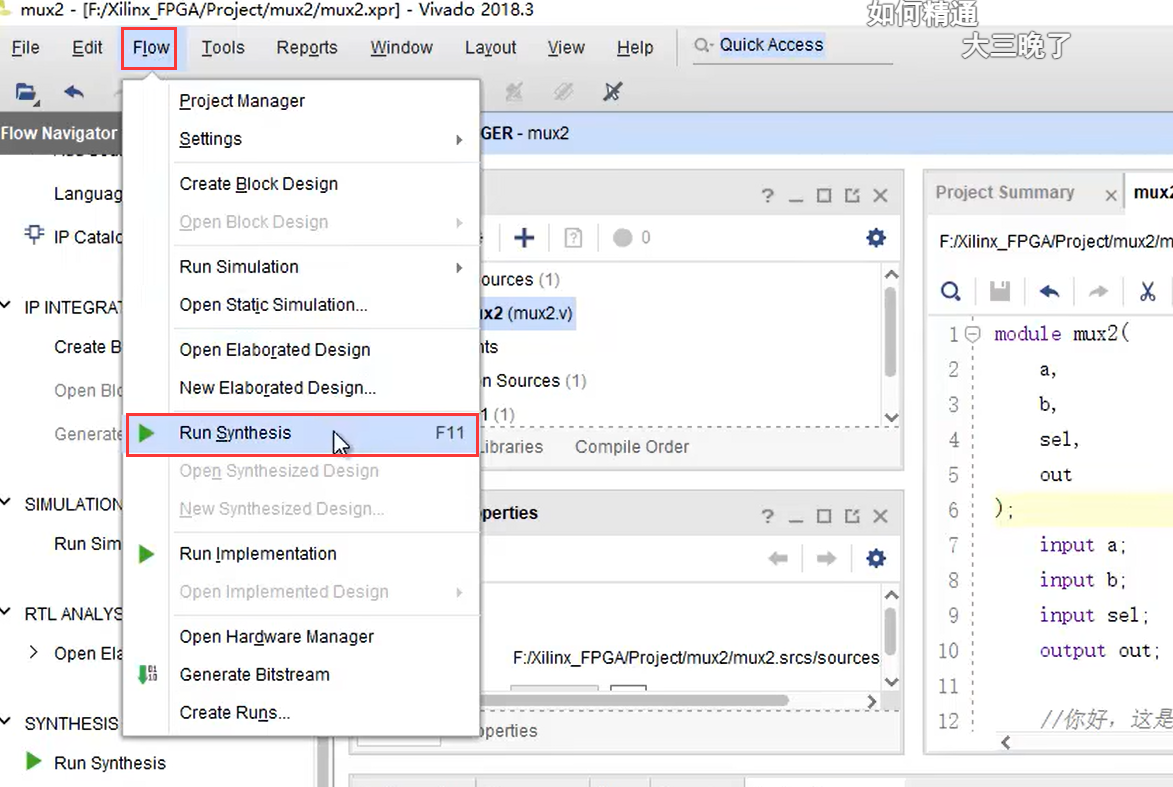 mux2 - [F:/Xilinx_FPGA/Project/mux2/mux2.xpr] - Vivado 2018.3
如何精通
大三晚了
File Edit Flow Tools Reports Window Layout View Help Quick Access
Flow Navigator
GER - mux2
Project Manager
Settings
Create Block Design
Open Block Design
Run Simulation
Open Static Simulation...
Open Elaborated Design
New Elaborated Design...
Run Synthesis F11
Open Synthesized Design
New Synthesized Design...
Run Implementation
Open Implemented Design
Open Hardware Manager
Generate Bitstream
Create Runs...
Languag
IP Catalo
IP INTEGRAT
Create B
Open Blo
Generate
SIMULATION
Run Sim
RTL ANALYS
Open Ela
SYNTHESIS
Run Synthesis
? 0
ources (1)
ux2 (mux2.v)
nts
n Sources (1)
1 (1)
Libraries Compile Order
operties
?
F:/Xilinx_FPGA/Project/mux2/mux2.srcs/sources
operties
Project Summary mux2
F:/Xilinx_FPGA/Project/mux2/m
1 module mux2(
2 a,
3 b,
4 sel,
5 out
6 );
7 input a;
8 input b;
9 input sel;
10 output out;
11
12 //你好，这是